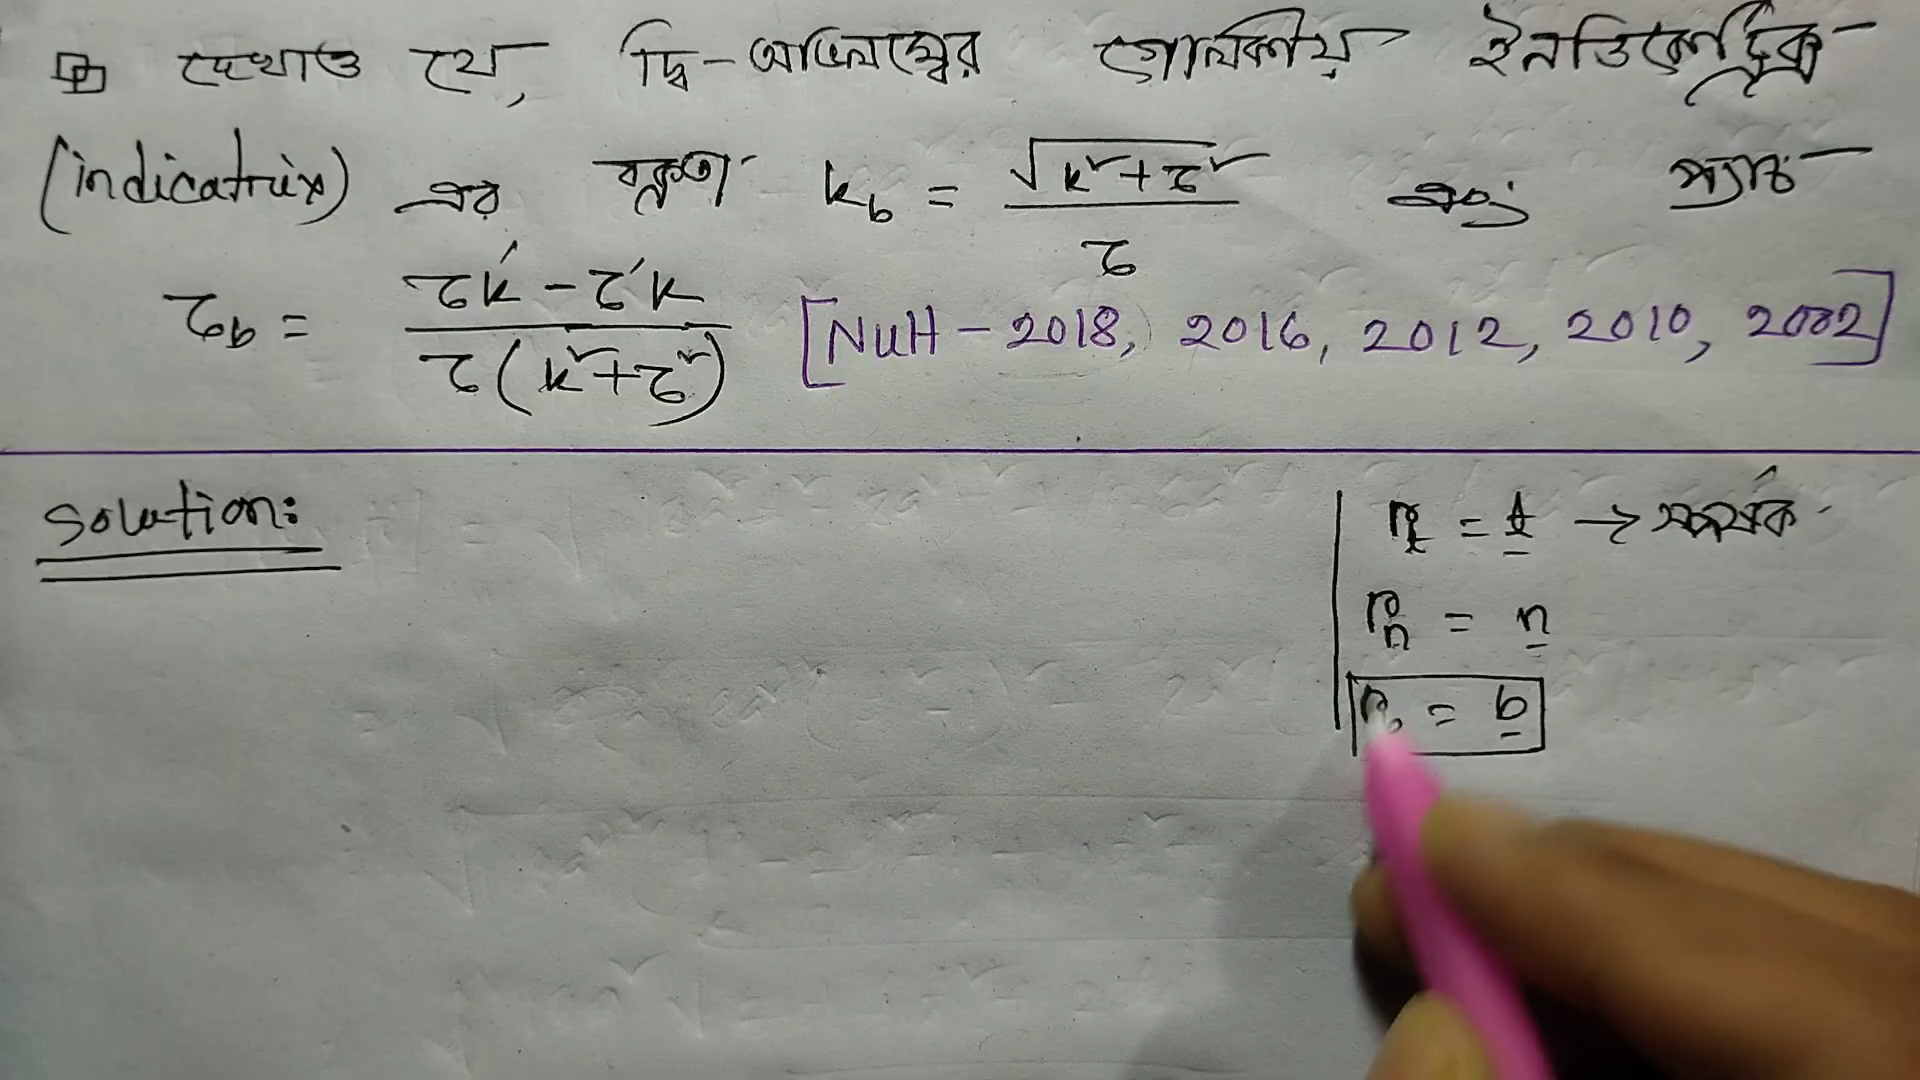 দেখাও যে, দ্বি-অভিলম্বের গোলকীয় ইনডিকেট্রিক্স
(indicatrix) এর বক্রতা k_b = √(k²+τ²) / τ এবং প্যাচ
τ_b = (τk′ - τ′k) / τ(k²+τ²) [NUH - 2018, 2016, 2012, 2010, 2002]
Solution:
r_t = t → স্পর্শক
r_n = n
r = b